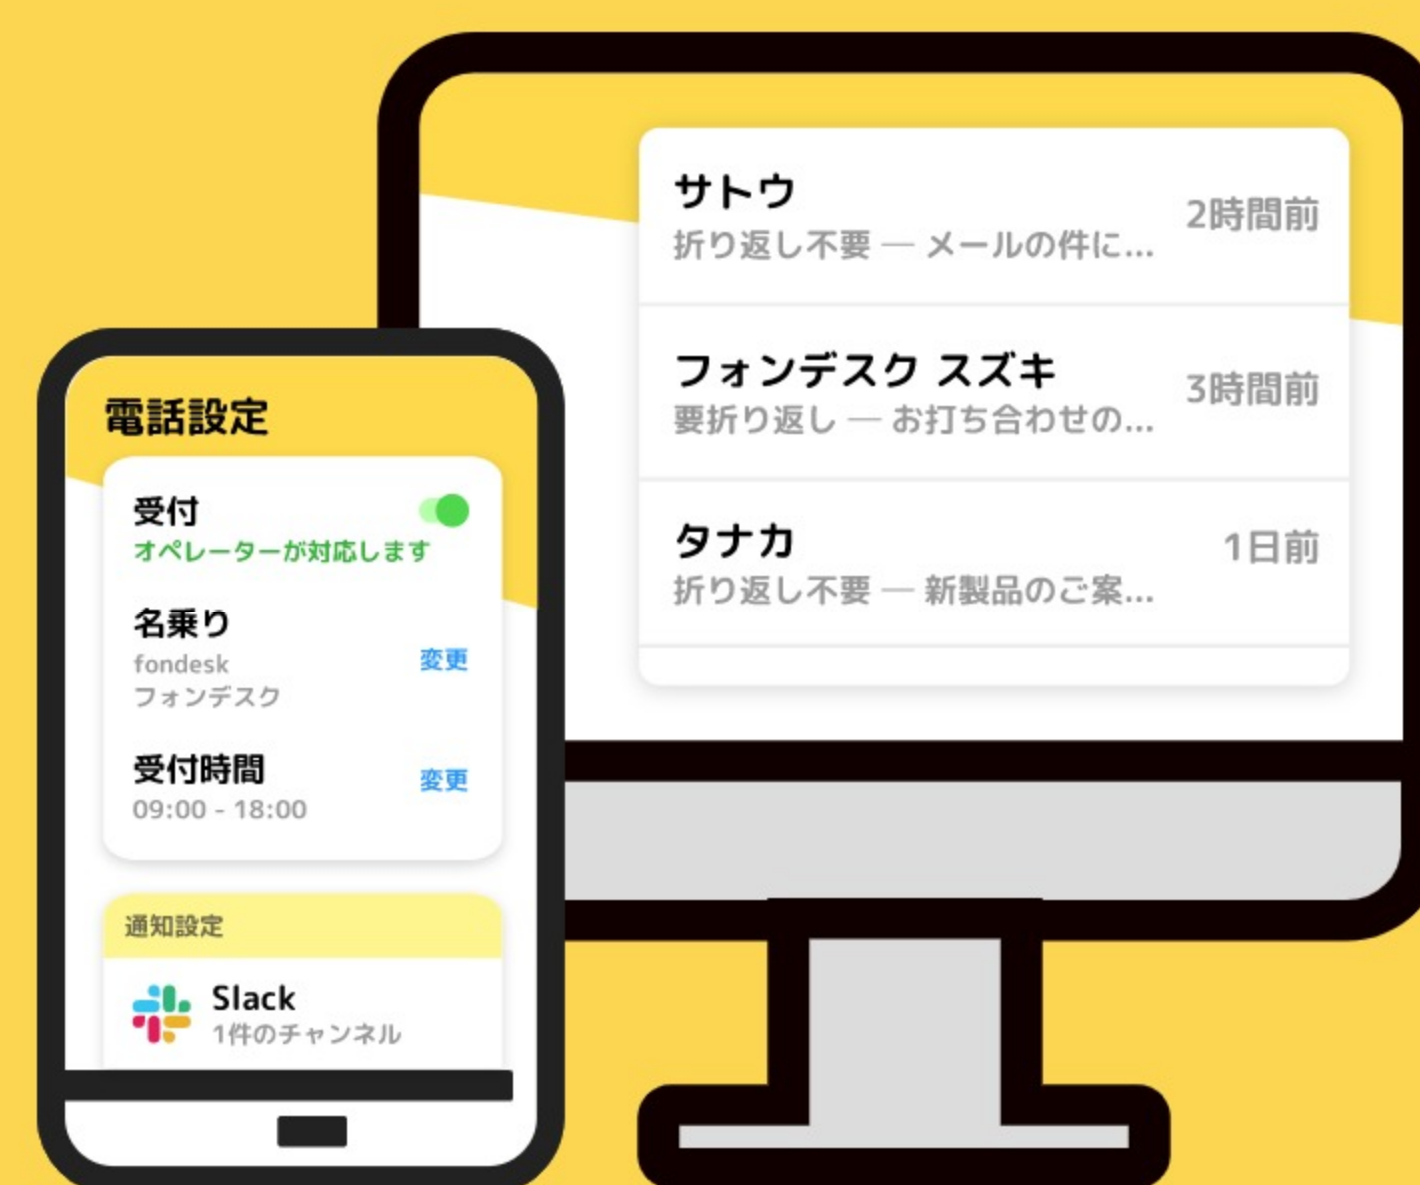 サトウ
折り返し不要 — メールの件に...
2時間前
フォンデスク スズキ
要折り返し — お打ち合わせの...
3時間前
タナカ
折り返し不要 — 新製品のご案...
1日前
電話設定
受付
オペレーターが対応します
名乗り
fondesk
フォンデスク
変更
受付時間
09:00 - 18:00
変更
通知設定
Slack
1件のチャンネル